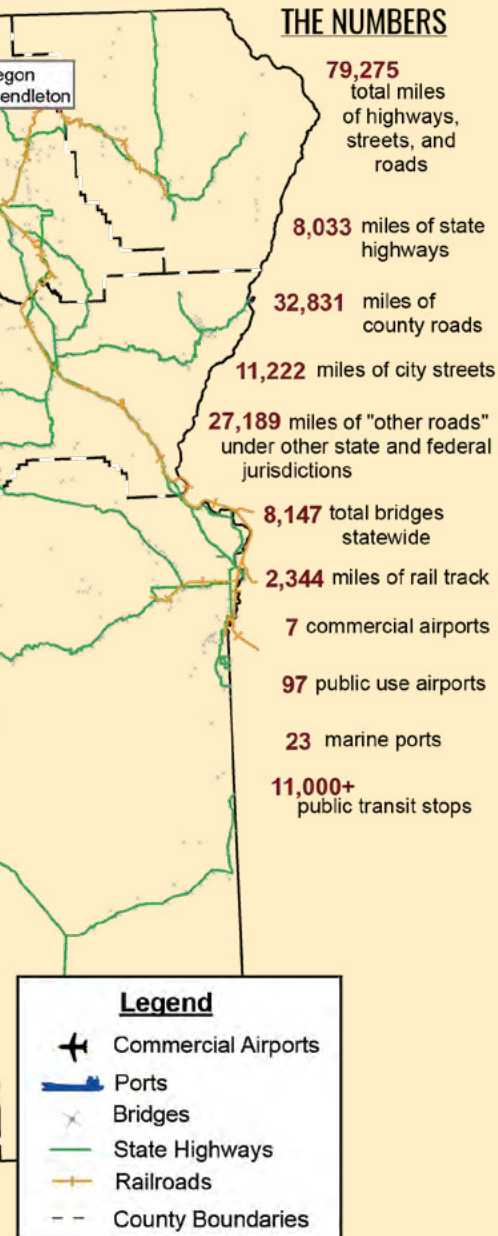 THE NUMBERS
egon
endleton
79,275
total miles
of highways,
streets, and
roads
8,033 miles of state
highways
32,831 miles of
county roads
11,222 miles of city streets
27,189 miles of "other roads"
under other state and federal
jurisdictions
8,147 total bridges
statewide
2,344 miles of rail track
7 commercial airports
97 public use airports
23 marine ports
11,000+
public transit stops
Legend
Commercial Airports
Ports
Bridges
State Highways
Railroads
County Boundaries